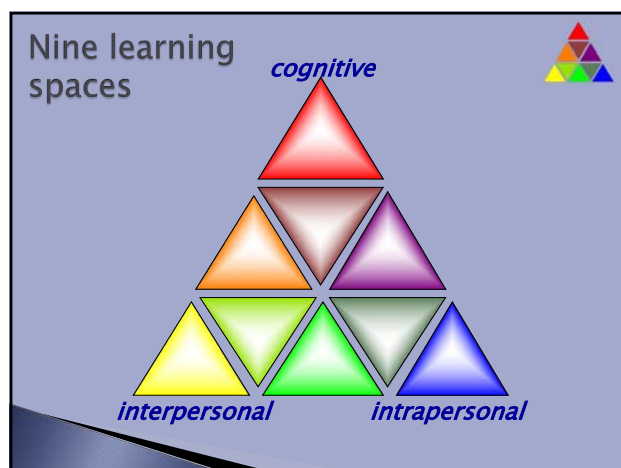 Nine learning
spaces
cognitive
interpersonal
intrapersonal